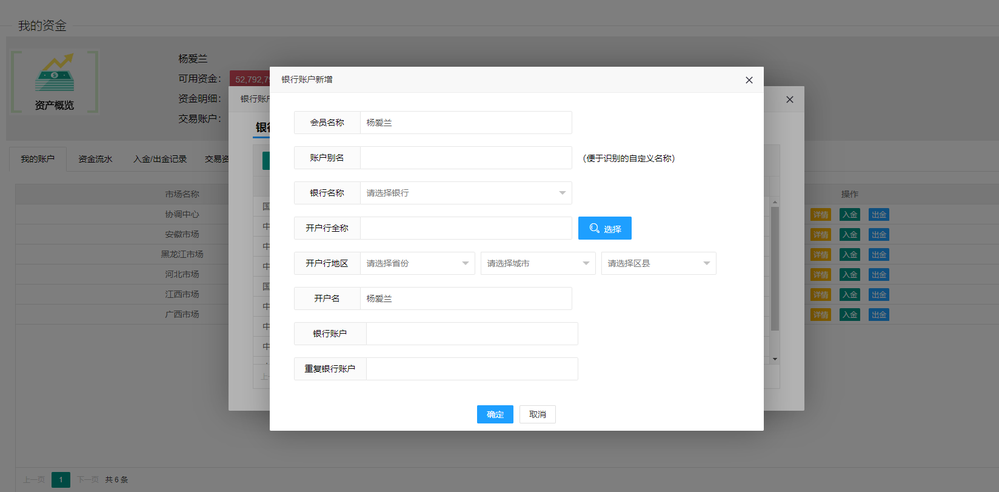 我的资金
资产概览
杨爱兰
可用资金：
52,792,7
资金明细：
交易账户：
我的账户 资金流水 入金/出金记录 交易资
市场名称 操作
协调中心 详情 入金 出金
安徽市场 详情 入金 出金
黑龙江市场 详情 入金 出金
河北市场 详情 入金 出金
江西市场 详情 入金 出金
广西市场 详情 入金 出金
上一页 1 下一页 共 6 条
银行账户
银行
国
中
中
中
国
中
中
中
上一
银行账户新增
会员名称 杨爱兰
账户别名 （便于识别的自定义名称）
银行名称 请选择银行
开户行全称 选择
开户行地区 请选择省份 请选择城市 请选择区县
开户名 杨爱兰
银行账户
重复银行账户
确定 取消